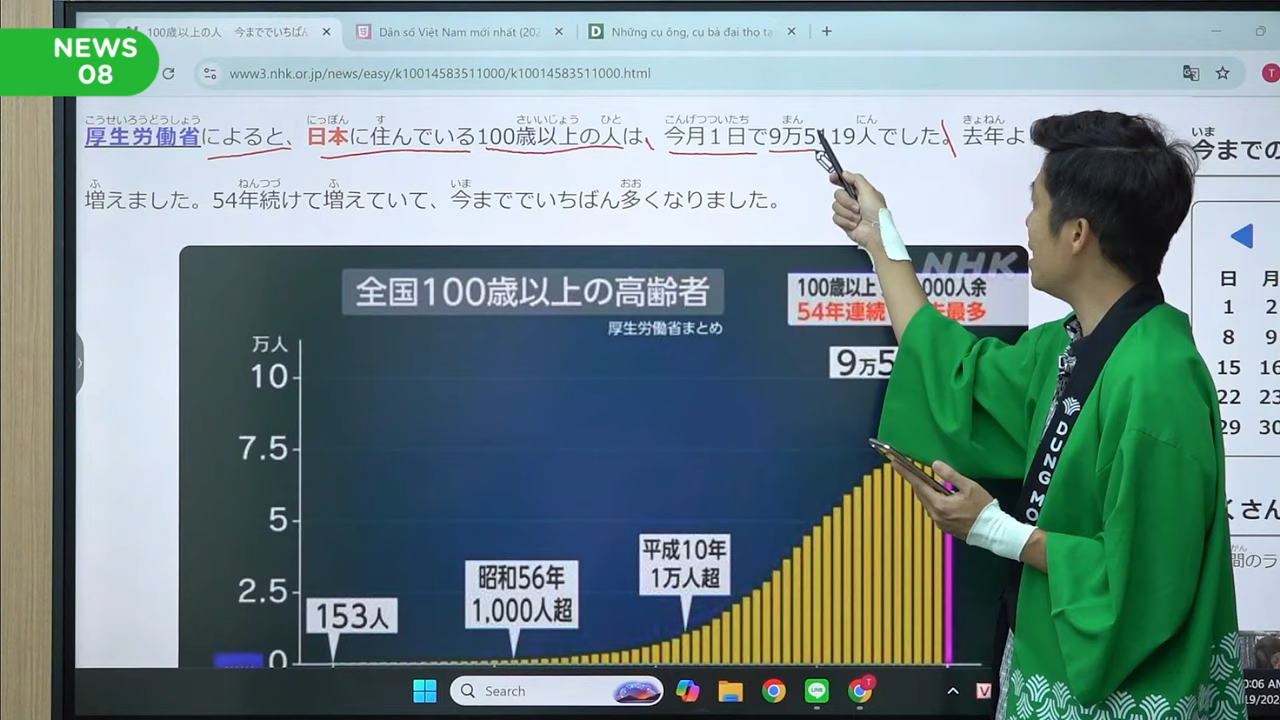 NEWS
08
100歳以上の人 今まででいちばん
Dân số Việt Nam mới nhất (202
Những cụ ông, cụ bà đại thọ ta
www3.nhk.or.jp/news/easy/k10014583511000/k10014583511000.html
こうせいろうどうしょう にっぽん す さいいじょう ひと こんげつついたち まん にん きょねん
厚生労働省によると、日本に住んでいる100歳以上の人は、今月1日で9万5119人でした。去年よ
ふ ねんつづ ふ いま おお
増えました。54年続けて増えていて、今まででいちばん多くなりました。
NHK
全国100歳以上の高齢者
厚生労働省まとめ
100歳以上 000人余
54年連続 最多
万人
9万5
10
7.5
5
2.5
0
平成10年
1万人超
昭和56年
1,000人超
153人
いま
今までの
日 月
1 2
8 9
15 16
22 23
29 30
くさん
かん
間のラ
DUNG MO
Search
LINE
T
V